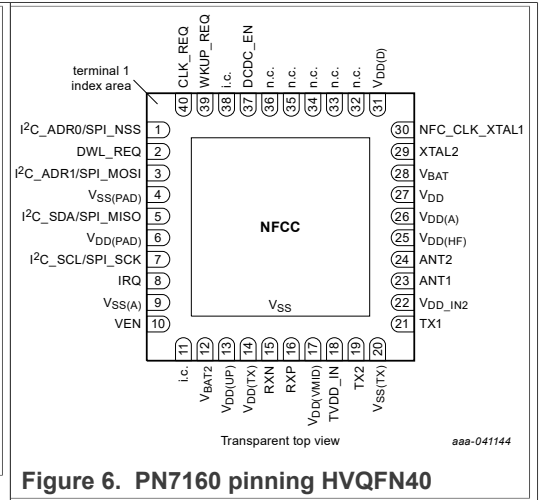 terminal 1
index area
CLK_REQ
WKUP_REQ
i.c.
DCDC_EN
n.c.
n.c.
n.c.
n.c.
n.c.
VDD(D)
40 39 38 37 36 35 34 33 32 31
I2C_ADR0/SPI_NSS 1
DWL_REQ 2
I2C_ADR1/SPI_MOSI 3
VSS(PAD) 4
I2C_SDA/SPI_MISO 5
VDD(PAD) 6
I2C_SCL/SPI_SCK 7
IRQ 8
VSS(A) 9
VEN 10
NFCC
VSS
30 NFC_CLK_XTAL1
29 XTAL2
28 VBAT
27 VDD
26 VDD(A)
25 VDD(HF)
24 ANT2
23 ANT1
22 VDD_IN2
21 TX1
11 12 13 14 15 16 17 18 19 20
i.c.
VBAT2
VDD(UP)
VDD(TX)
RXN
RXP
VDD(VMID)
TVDD_IN
TX2
VSS(TX)
Transparent top view
aaa-041144
Figure 6. PN7160 pinning HVQFN40